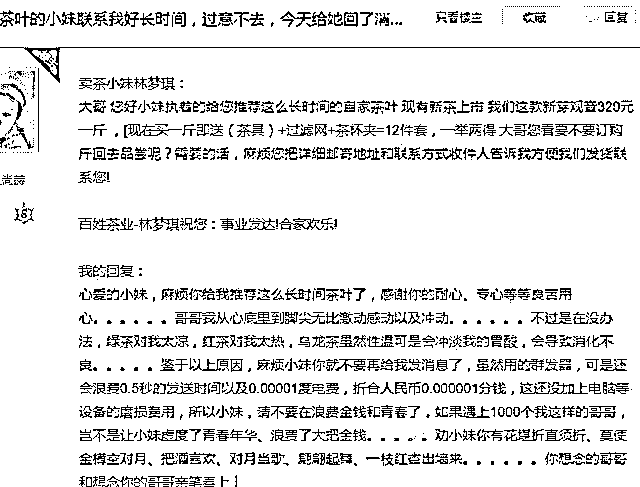 茶叶的小妹联系我好长时间，过意不去，今天给她回了消...
只看楼主
收藏
回复
卖茶小妹林梦琪：
大哥 您好小妹执着的给您推荐这么长时间的自家茶叶 现有新茶上市 我们这款新芽观音320元
一斤，[现在买一斤即送（茶具）+过滤网+茶杯夹=12件套，一举两得 大哥您看要不要订购
斤回去品尝呢？需要的话，麻烦您把详细邮寄地址和联系方式收件人告诉我方便我们发货联
系您!
百姓茶业-林梦琪祝您：事业发达!合家欢乐!
我的回复：
心爱的小妹，麻烦你给我推荐这么长时间茶叶了，感谢你的耐心、专心等等良苦用
心。。。。。。哥哥我从心底里到脚尖无比激动感动以及冲动。。。。。。不过是在没办
法，绿茶对我太凉，红茶对我太热，乌龙茶虽然性温可是会冲淡我的胃酸，会导致消化不
良。。。。。鉴于以上原因，麻烦小妹你就不要再给我发消息了，虽然用的群发器，可是还
会浪费0.5秒的发送时间以及0.00001度电费，折合人民币0.000001分钱，这还没加上电脑等
设备的磨损费用，所以小妹，请不要在浪费金钱和青春了。如果遇上1000个我这样的哥哥，
岂不是让小妹虚度了青春年华、浪费了大把金钱。。。。。劝小妹你有花堪折直须折、莫使
金樽空对月、把酒喜欢、对月当歌、翩翩起舞、一枝红杏出墙来。。。。。。你想念的哥哥
和想念你的哥哥亲笔奉上！